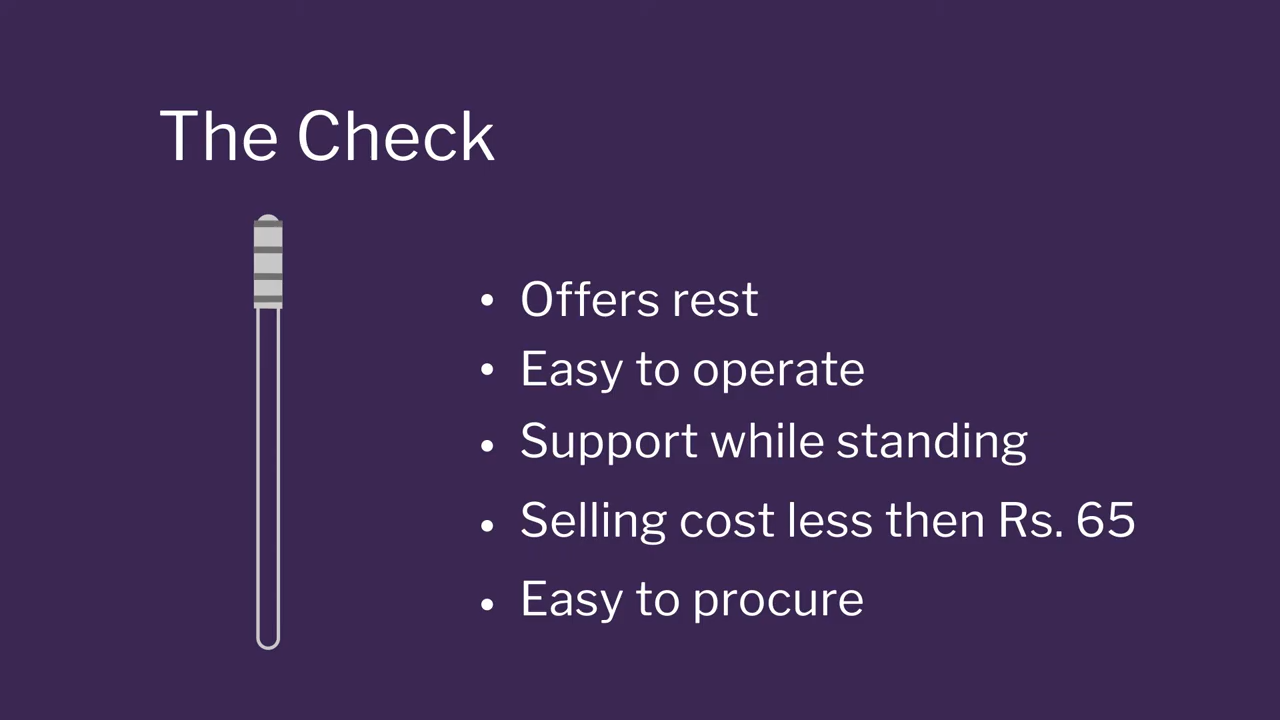 The Check
• Offers rest
• Easy to operate
• Support while standing
• Selling cost less then Rs. 65
• Easy to procure